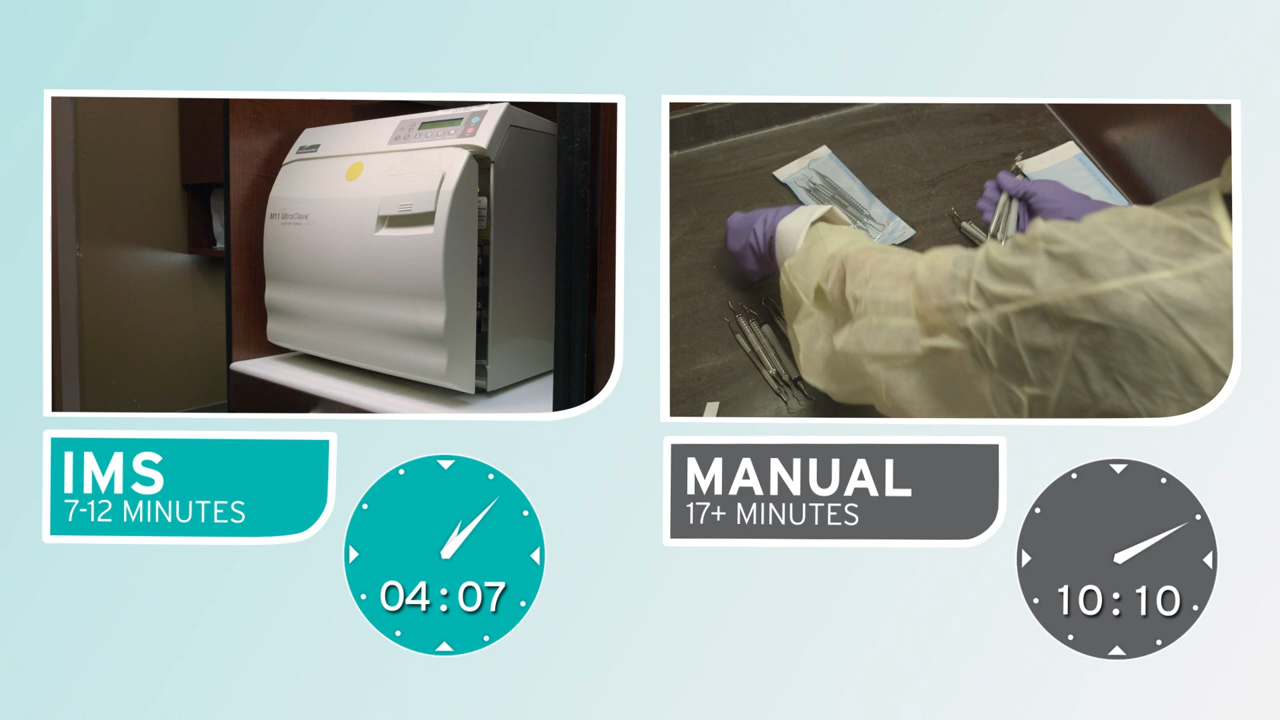 M11 UltraClave
IMS
7-12 MINUTES
04:07
MANUAL
17+ MINUTES
10:10